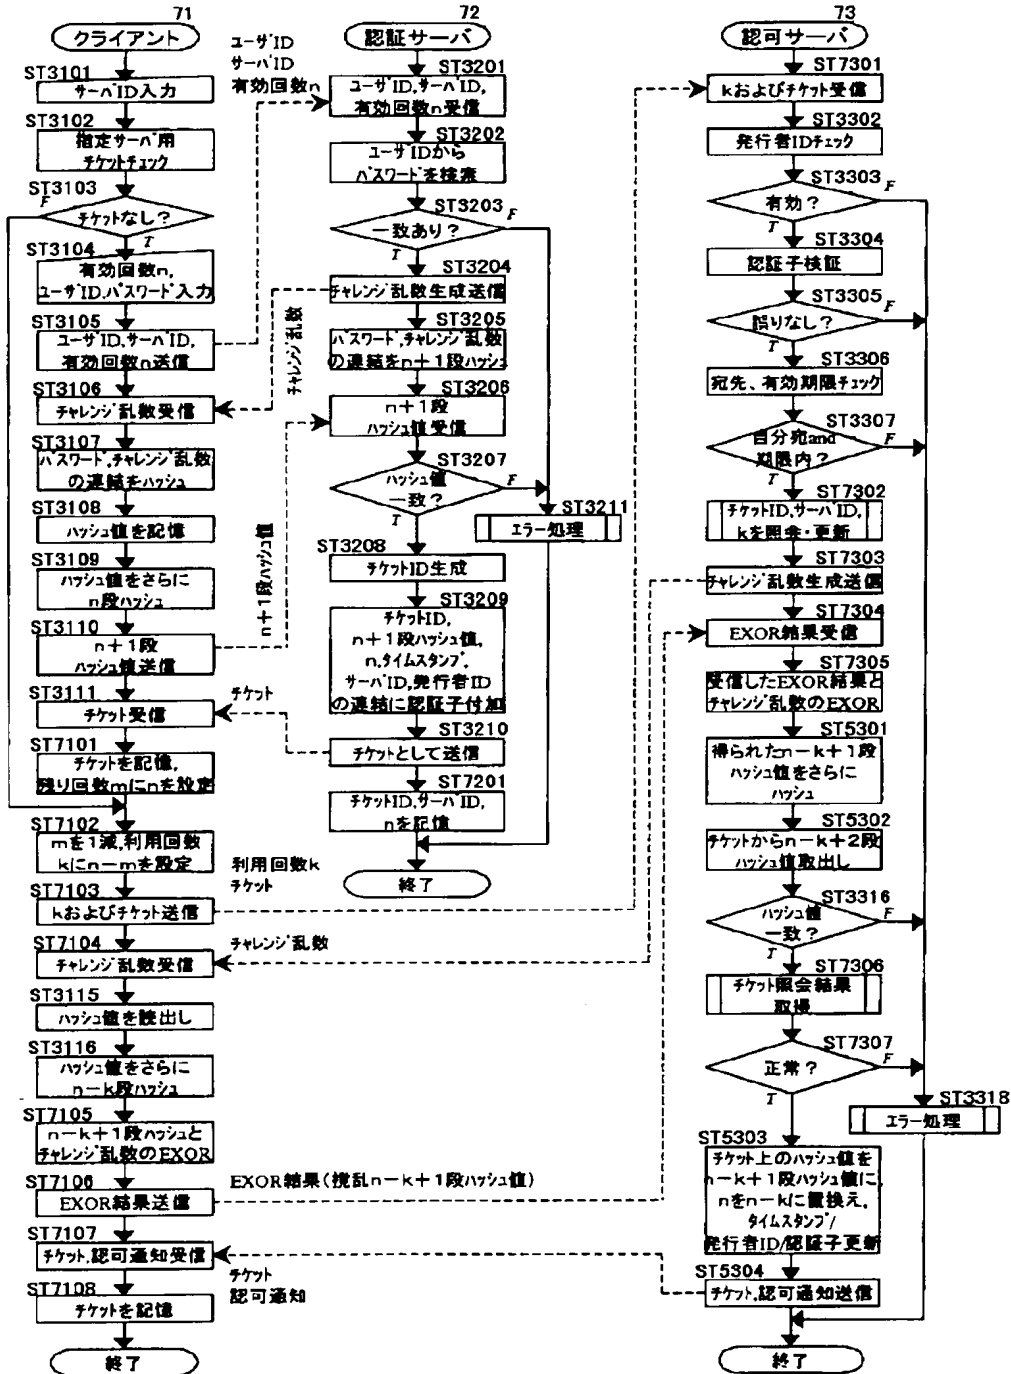 71
クライアント
ST3101
サーバID入力
ST3102
指定サーバ用
チケットチェック
ST3103
F
チケットなし?
T
ST3104
有効回数n,
ユーザID,パスワード入力
ST3105
ユーザID,サーバID,
有効回数n送信
ST3106
チャレンジ乱数受信
ST3107
パスワード,チャレンジ乱数
の連結をハッシュ
ST3108
ハッシュ値を記憶
ST3109
ハッシュ値をさらに
n段ハッシュ
ST3110
n+1段
ハッシュ値送信
ST3111
チケット受信
ST7101
チケットを記憶,
残り回数mにnを設定
ST7102
mを1減,利用回数
kにn-mを設定
ST7103
kおよびチケット送信
ST7104
チャレンジ乱数受信
ST3115
ハッシュ値を読出し
ST3116
ハッシュ値をさらに
n-k段ハッシュ
ST7105
n-k+1段ハッシュと
チャレンジ乱数のEXOR
ST7106
EXOR結果送信
ST7107
チケット,認可通知受信
ST7108
チケットを記憶
終了
ユーザID
サーバID
有効回数n
チャレンジ乱数
n+1段ハッシュ値
チケット
利用回数k
チケット
チャレンジ乱数
EXOR結果(撹乱n-k+1段ハッシュ値)
チケット
認可通知
72
認証サーバ
ST3201
ユーザID,サーバID,
有効回数n受信
ST3202
ユーザIDから
パスワードを検索
ST3203
F
一致あり?
T
ST3204
チャレンジ乱数生成送信
ST3205
パスワード,チャレンジ乱数
の連結をn+1段ハッシュ
ST3206
n+1段
ハッシュ値受信
ST3207
ハッシュ値
一致?
F
T
ST3211
エラー処理
ST3208
チケットID生成
ST3209
チケットID,
n+1段ハッシュ値,
n,タイムスタンプ,
サーバID,発行者ID
の連結に認証子付加
ST3210
チケットとして送信
ST7201
チケットID,サーバID,
nを記憶
終了
73
認可サーバ
ST7301
kおよびチケット受信
ST3302
発行者IDチェック
ST3303
F
有効?
T
ST3304
認証子検証
ST3305
誤りなし?
F
T
ST3306
宛先、有効期限チェック
ST3307
自分宛and
期限内?
F
T
ST7302
チケットID,サーバID,
kを照会・更新
ST7303
チャレンジ乱数生成送信
ST7304
EXOR結果受信
ST7305
受信したEXOR結果と
チャレンジ乱数のEXOR
ST5301
得られたn-k+1段
ハッシュ値をさらに
ハッシュ
ST5302
チケットからn-k+2段
ハッシュ値取出し
ST3316
ハッシュ値
一致?
F
T
ST7306
チケット照会結果
取得
ST7307
正常?
F
T
ST3318
エラー処理
ST5303
チケット上のハッシュ値を
n-k+1段ハッシュ値に,
nをn-kに置換え,
タイムスタンプ/
発行者ID/認証子更新
ST5304
チケット,認可通知送信
終了